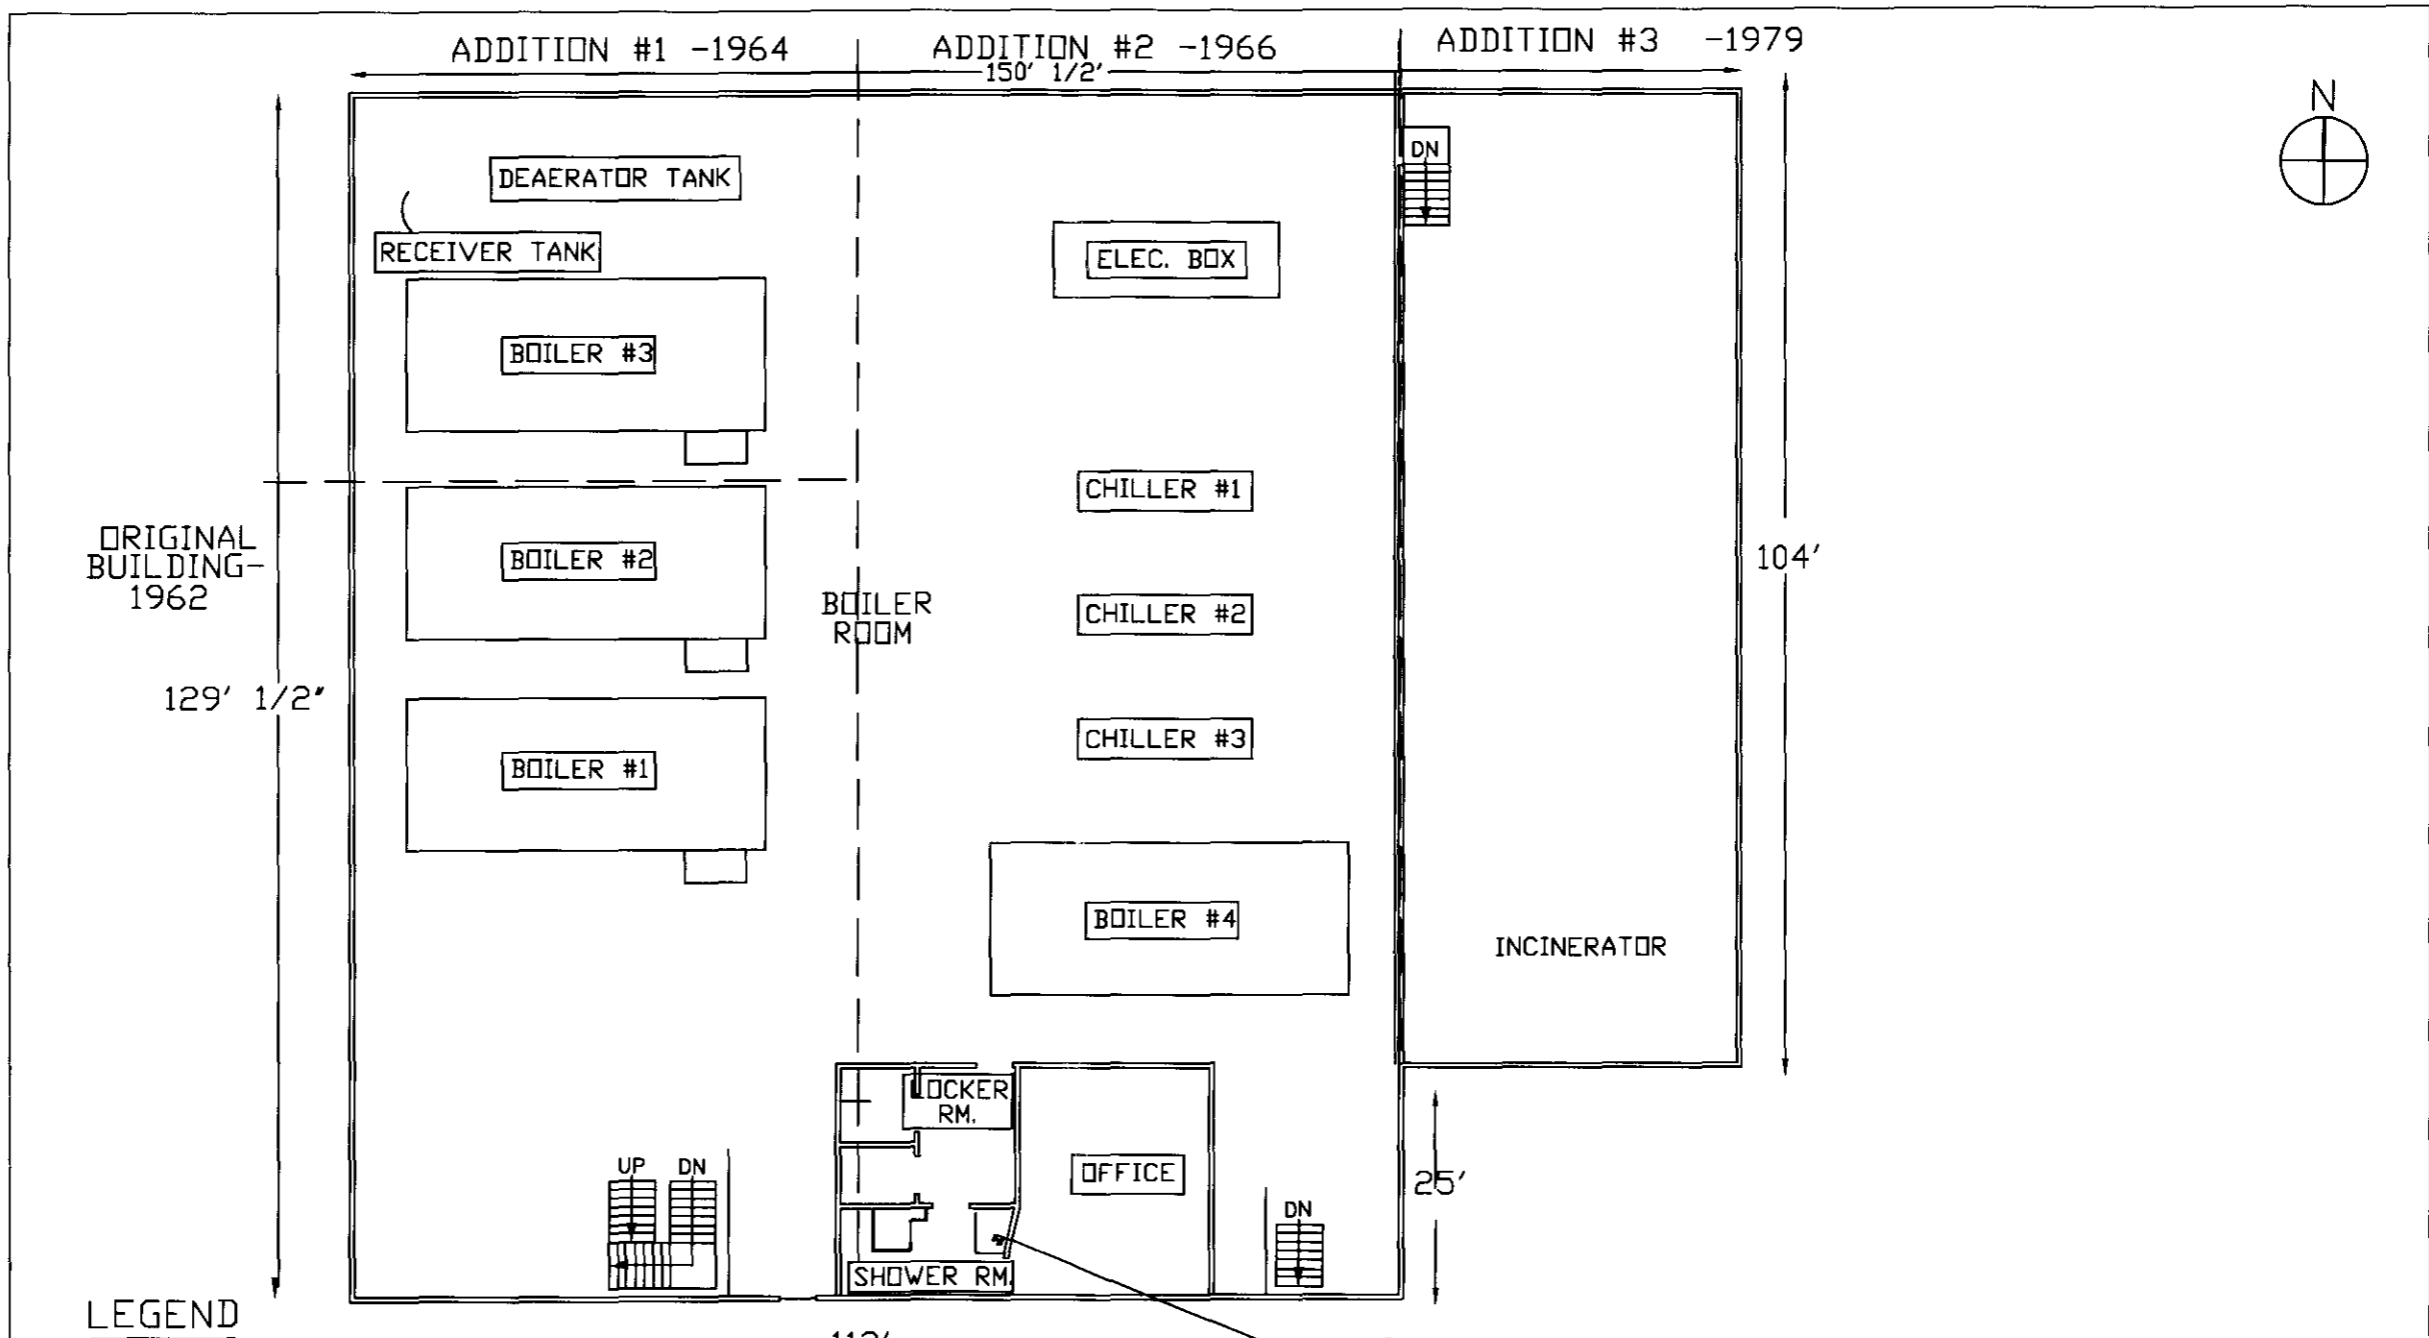 ADDITION #1 -1964
ADDITION #2 -1966
ADDITION #3 -1979
150' 1/2'
N
DN
DEAERATOR TANK
RECEIVER TANK
ELEC. BOX
BOILER #3
CHILLER #1
ORIGINAL
BUILDING-
1962
BOILER #2
104'
BOILER
ROOM
CHILLER #2
129' 1/2"
CHILLER #3
BOILER #1
BOILER #4
INCINERATOR
LOCKER
RM.
UP
DN
OFFICE
25'
DN
SHOWER RM.
LEGEND